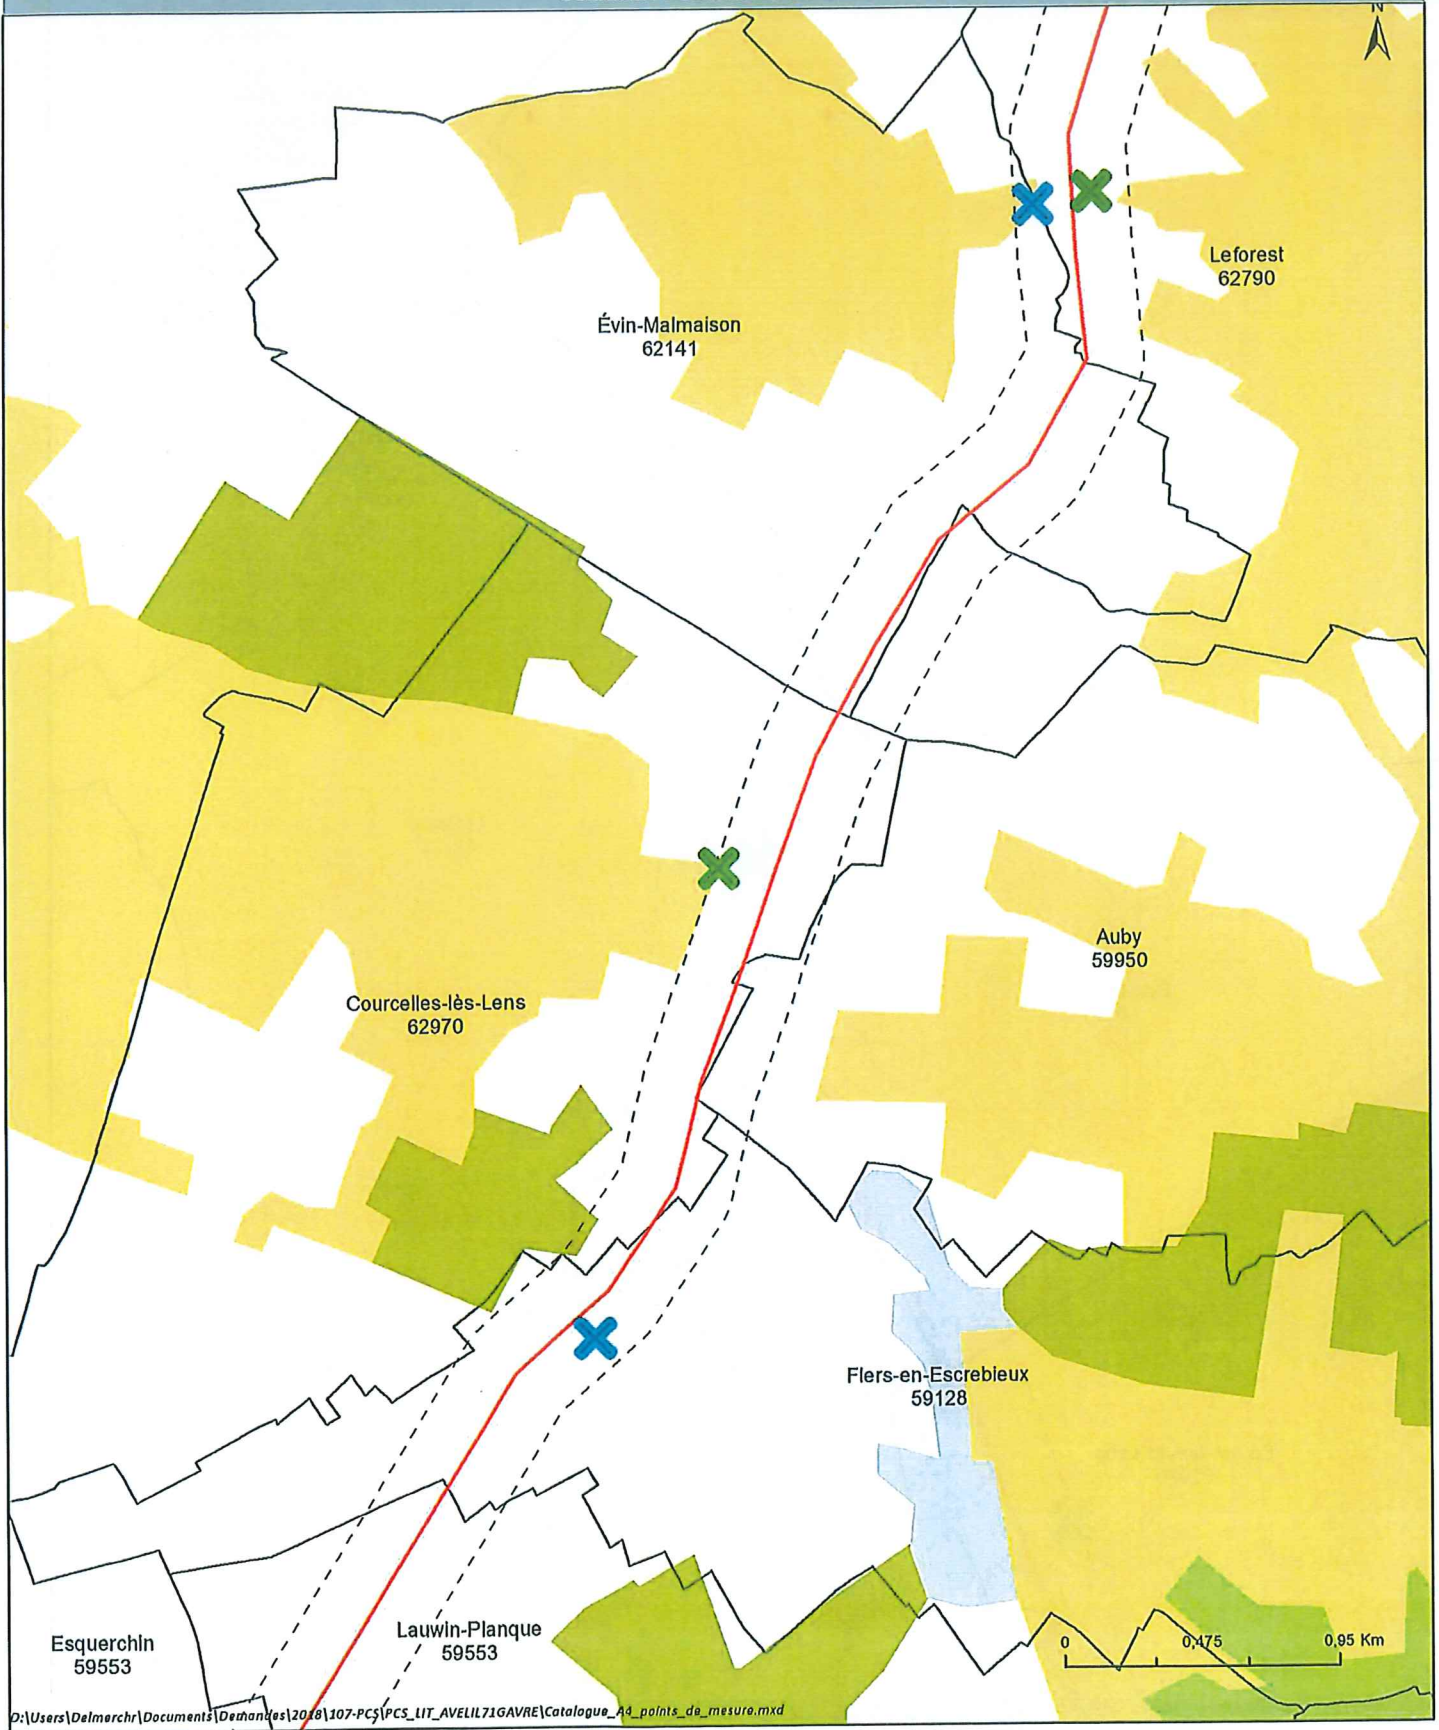 N
Leforest
62790
Évin-Malmaison
62141
Auby
59950
Courcelles-lès-Lens
62970
Flers-en-Escrebieux
59128
Lauwin-Planque
59553
Esquerchin
59553
0 0,475 0,95 Km
D:\Users\Delmerchr\Documents\Demandes\2018\107-PCS\PCS_LIT_AVELIL71GAVRE\Catalogue_A4_points_de_mesure.mxd